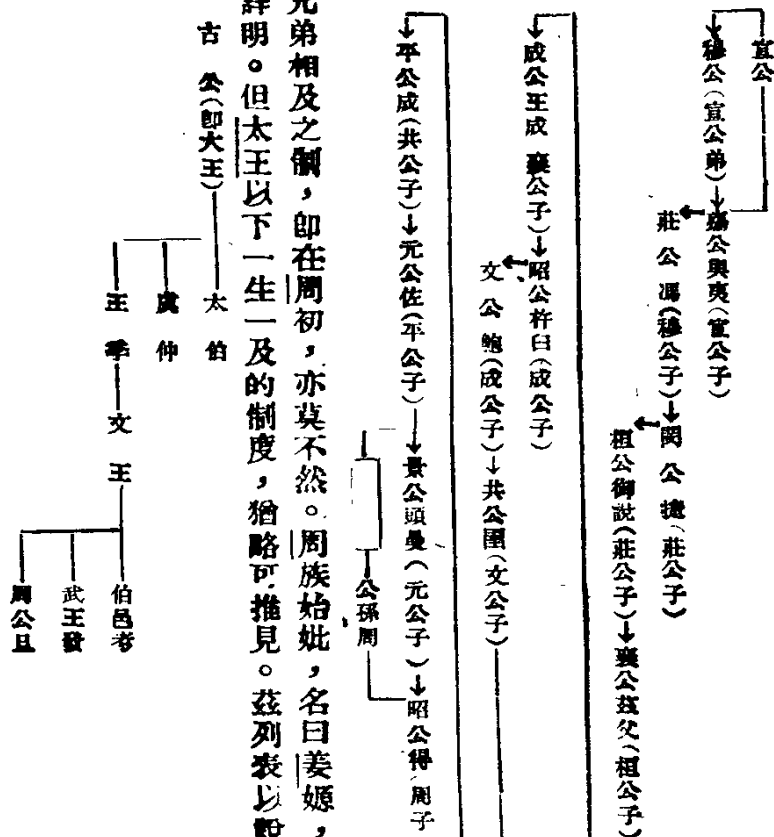 宣公
穆公(宣公弟)→殤公與夷(宣公子)
莊公馮(穆公子)→閔公捷(莊公子)
桓公御說(莊公子)→襄公茲父(桓公子)
成公王成 襄公子)→昭公杵臼(成公子)
文公鮑(成公子)→共公固(文公子)
平公成(共公子)→元公佐(平公子)→景公頭曼(元公子)→昭公得 周子
公孫周
兄弟相及之制,卽在周初,亦莫不然。周族始妣,名曰姜嫄,
詳明。但太王以下一生一及的制度,猶略可推見。茲列表以說
古公(卽大王)
太伯
虞仲
王季
文王
伯邑考
武王發
周公旦